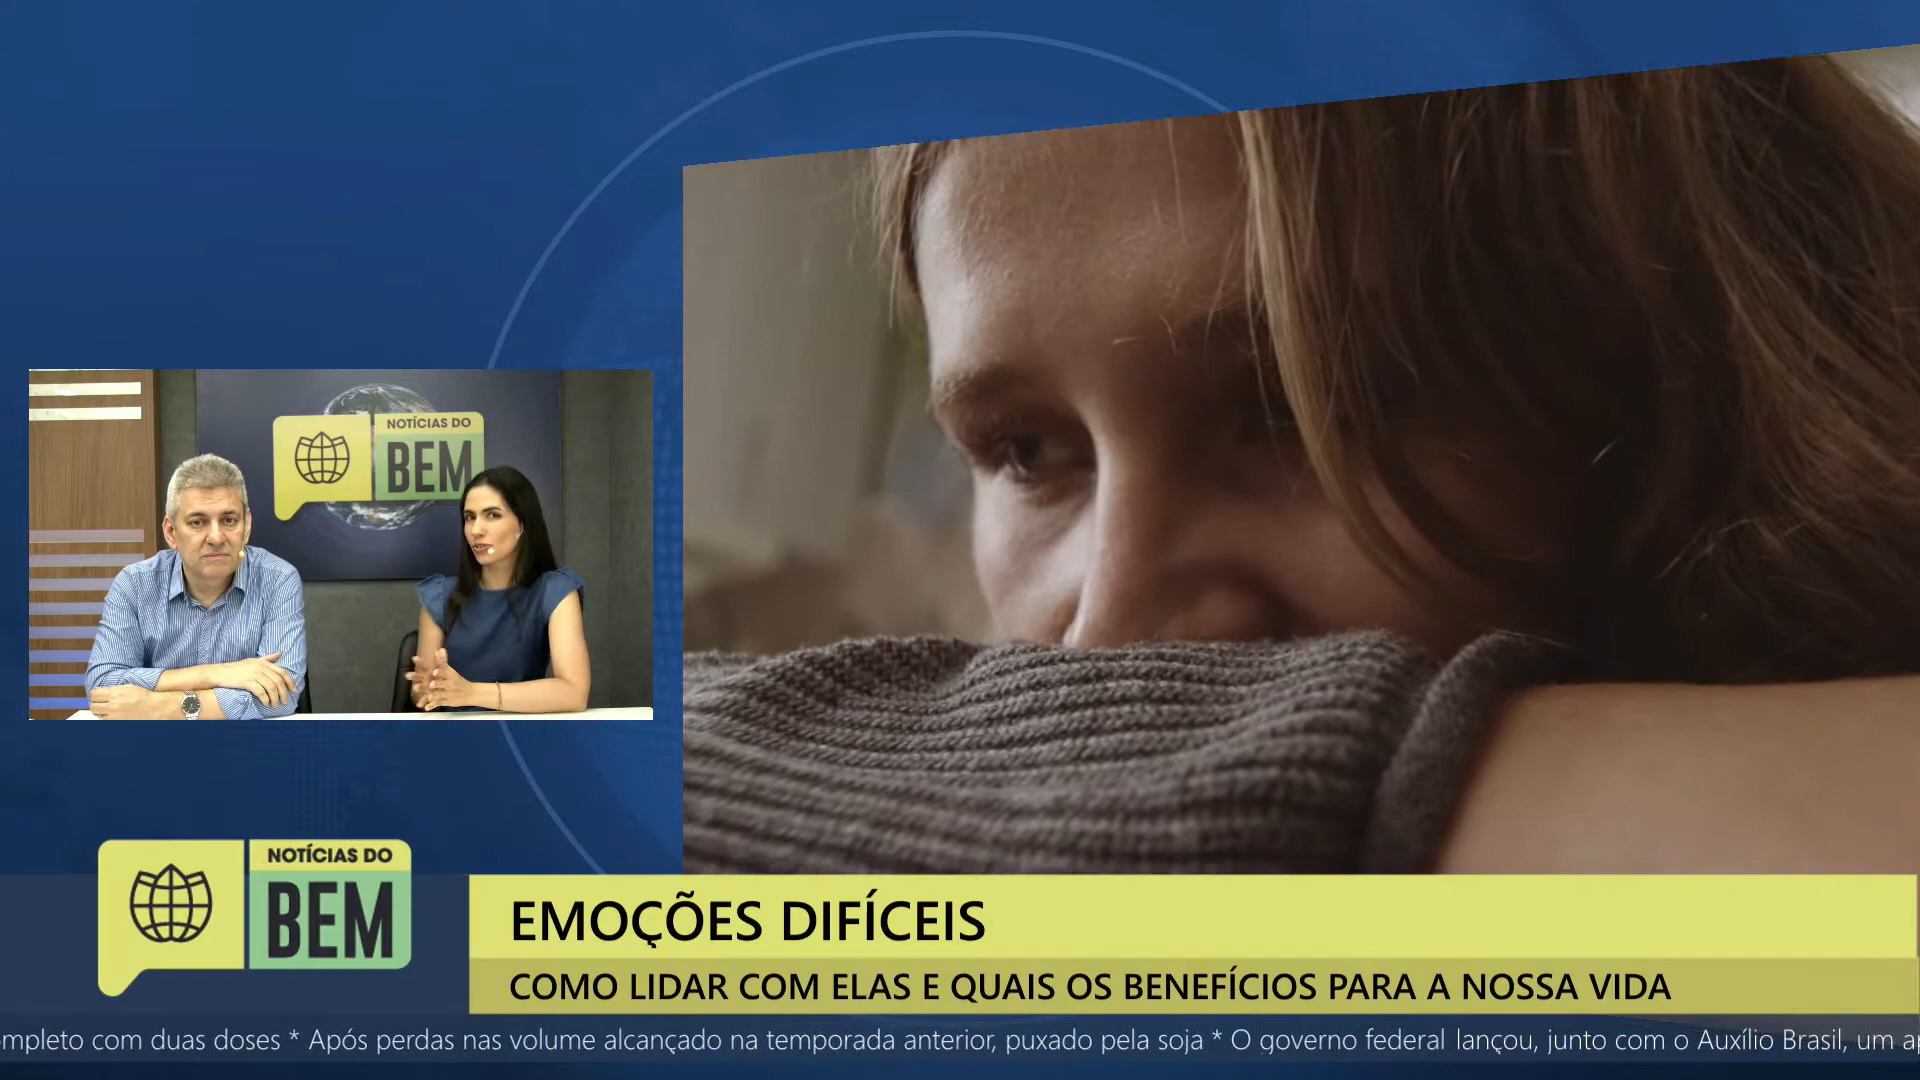 NOTÍCIAS DO
BEM
NOTÍCIAS DO
BEM
EMOÇÕES DIFÍCEIS
COMO LIDAR COM ELAS E QUAIS OS BENEFÍCIOS PARA A NOSSA VIDA
com duas doses * Após perdas nas volume alcançado na temporada anterior, puxado pela soja * O governo federal lançou, junto com o Auxílio Brasil, um